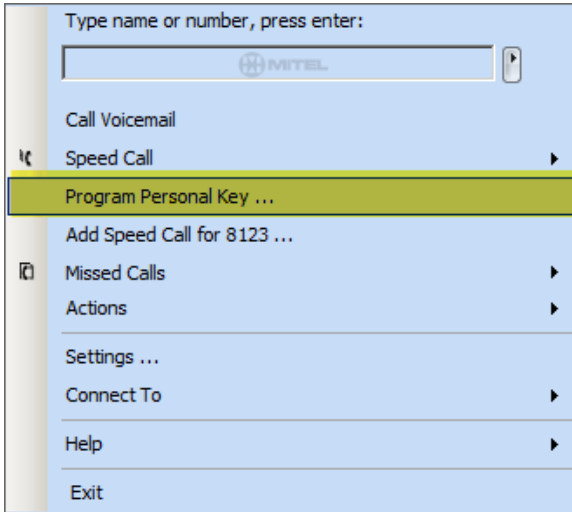 Type name or number, press enter:
MITEL
Call Voicemail
Speed Call
Program Personal Key ...
Add Speed Call for 8123 ...
Missed Calls
Actions
Settings ...
Connect To
Help
Exit